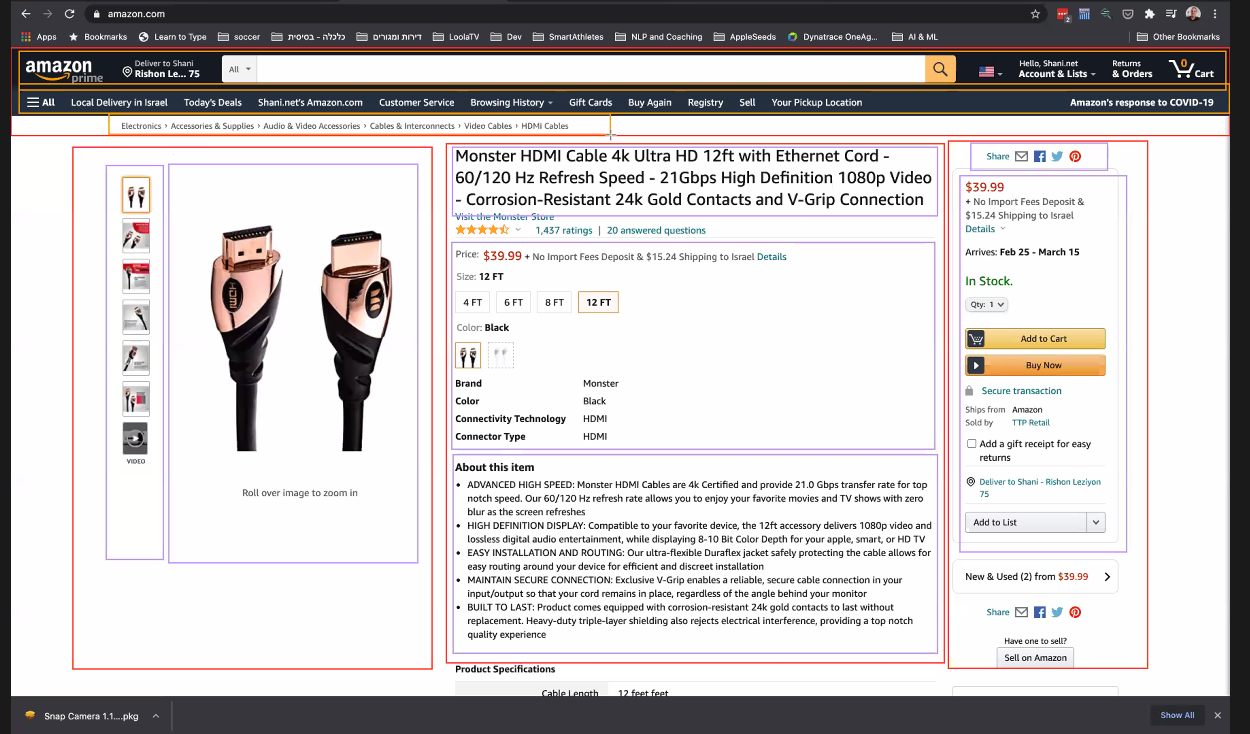 amazon.com
2
Apps
Bookmarks
Learn to Type
soccer
כלכלה - בסיסית
דירות ומגורים
LoolaTV
Dev
SmartAthletes
NLP and Coaching
AppleSeeds
Dynatrace OneAg...
AI & ML
Other Bookmarks
amazon prime
Deliver to Shani
Rishon Le... 75
All
Hello, Shani.net
Account & Lists
Returns
& Orders
0
Cart
All
Local Delivery in Israel
Today's Deals
Shani.net's Amazon.com
Customer Service
Browsing History
Gift Cards
Buy Again
Registry
Sell
Your Pickup Location
Amazon's response to COVID-19
Electronics › Accessories & Supplies › Audio & Video Accessories › Cables & Interconnects › Video Cables › HDMI Cables
VIDEO
Roll over image to zoom in
Monster HDMI Cable 4k Ultra HD 12ft with Ethernet Cord -
60/120 Hz Refresh Speed - 21Gbps High Definition 1080p Video
- Corrosion-Resistant 24k Gold Contacts and V-Grip Connection
Visit the Monster Store
1,437 ratings | 20 answered questions
Price: $39.99 + No Import Fees Deposit & $15.24 Shipping to Israel Details
Size: 12 FT
4 FT
6 FT
8 FT
12 FT
Color: Black
Brand Monster
Color Black
Connectivity Technology HDMI
Connector Type HDMI
About this item
• ADVANCED HIGH SPEED: Monster HDMI Cables are 4k Certified and provide 21.0 Gbps transfer rate for top
notch speed. Our 60/120 Hz refresh rate allows you to enjoy your favorite movies and TV shows with zero
blur as the screen refreshes
• HIGH DEFINITION DISPLAY: Compatible to your favorite device, the 12ft accessory delivers 1080p video and
lossless digital audio entertainment, while displaying 8-10 Bit Color Depth for your apple, smart, or HD TV
• EASY INSTALLATION AND ROUTING: Our ultra-flexible Duraflex jacket safely protecting the cable allows for
easy routing around your device for efficient and discreet installation
• MAINTAIN SECURE CONNECTION: Exclusive V-Grip enables a reliable, secure cable connection in your
input/output so that your cord remains in place, regardless of the angle behind your monitor
• BUILT TO LAST: Product comes equipped with corrosion-resistant 24k gold contacts to last without
replacement. Heavy-duty triple-layer shielding also rejects electrical interference, providing a top notch
quality experience
Product Specifications
Cable Length 12 feet feet
Share
$39.99
+ No Import Fees Deposit &
$15.24 Shipping to Israel
Details
Arrives: Feb 25 - March 15
In Stock.
Qty: 1
Add to Cart
Buy Now
Secure transaction
Ships from Amazon
Sold by TTP Retail
Add a gift receipt for easy
returns
Deliver to Shani - Rishon Leziyon
75
Add to List
New & Used (2) from $39.99
Share
Have one to sell?
Sell on Amazon
Snap Camera 1.1....pkg
Show All